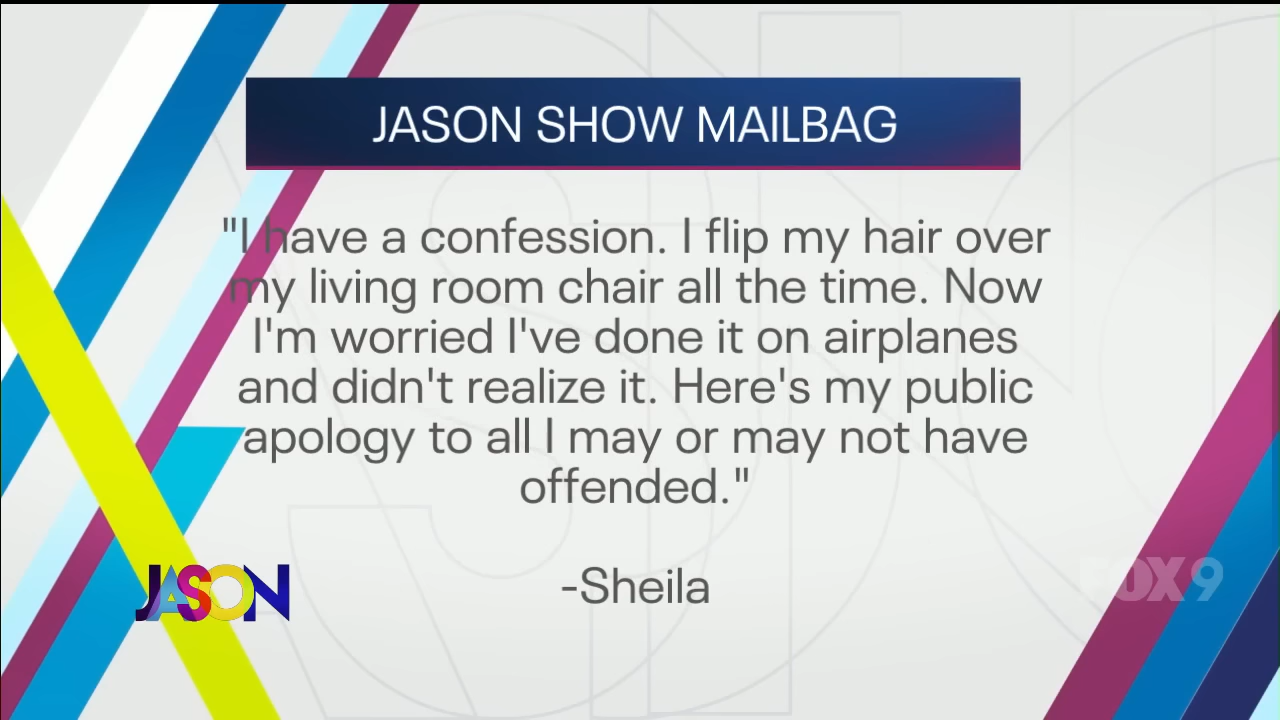 JASON SHOW MAILBAG
"I have a confession. I flip my hair over
my living room chair all the time. Now
I'm worried I've done it on airplanes
and didn't realize it. Here's my public
apology to all I may or may not have
offended."
-Sheila
JASON
FOX 9